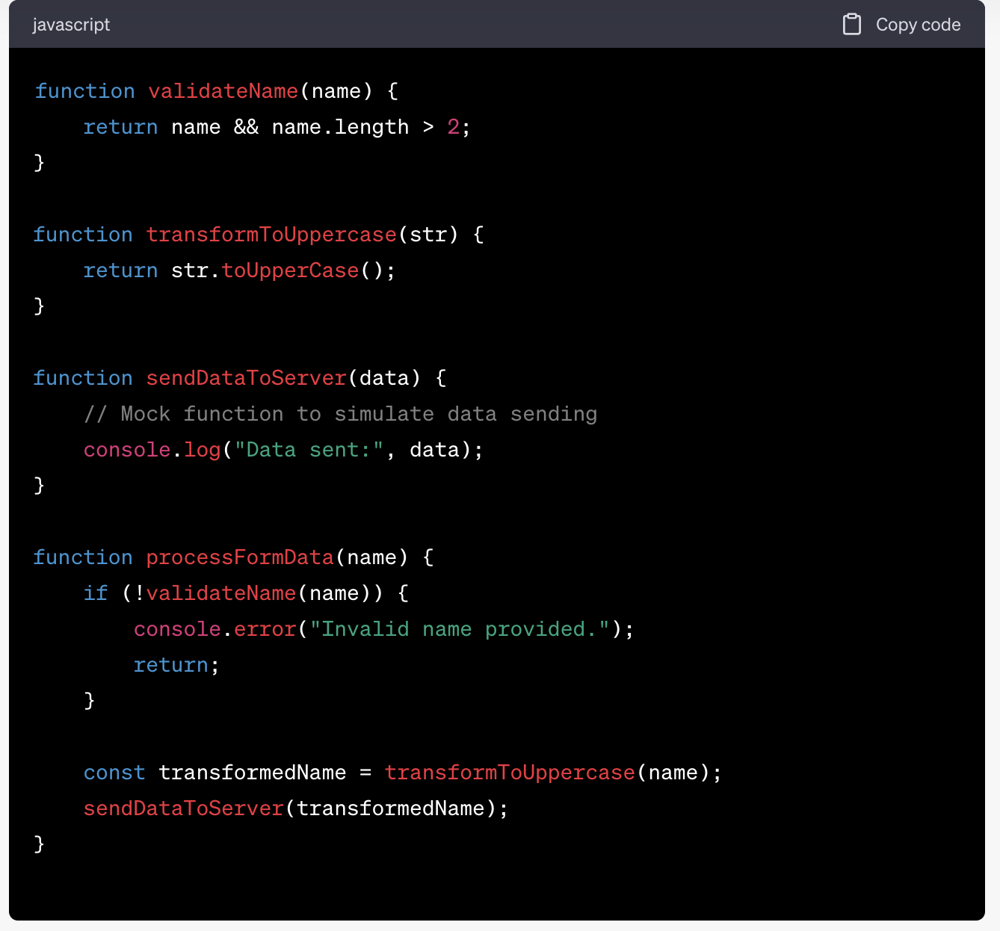 javascript
Copy code
function validateName(name) {
    return name && name.length > 2;
}
function transformToUppercase(str) {
    return str.toUpperCase();
}
function sendDataToServer(data) {
    // Mock function to simulate data sending
    console.log("Data sent:", data);
}
function processFormData(name) {
    if (!validateName(name)) {
        console.error("Invalid name provided.");
        return;
    }
    const transformedName = transformToUppercase(name);
    sendDataToServer(transformedName);
}